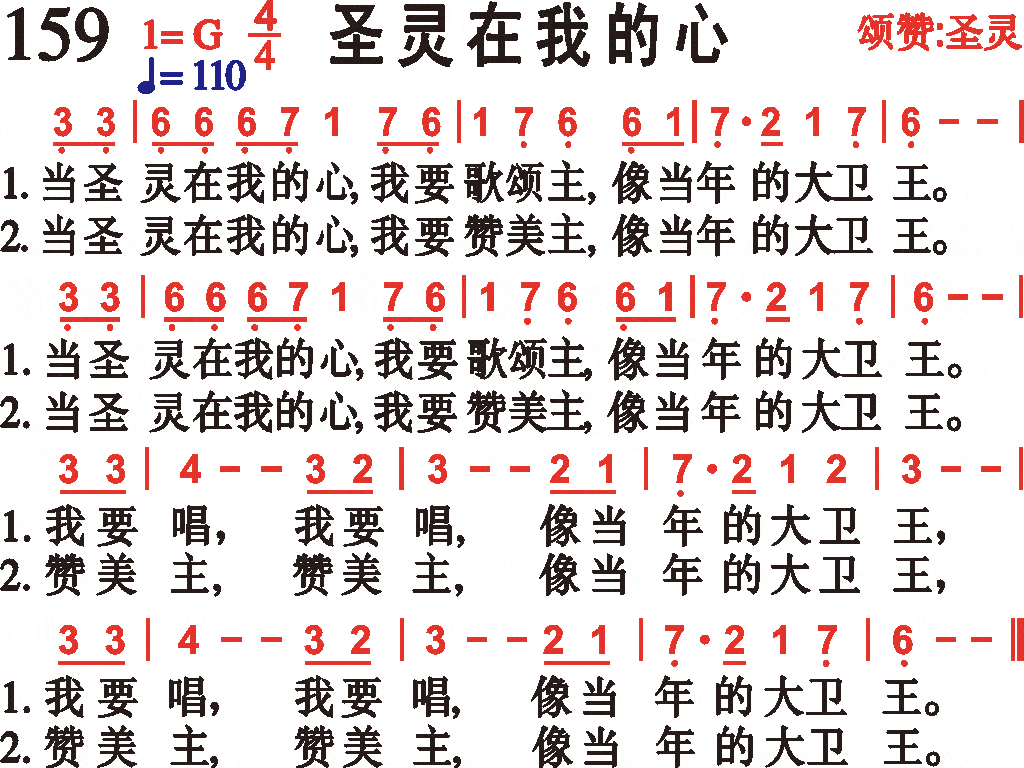 159 1=G 4/4 圣灵在我的心 颂赞:圣灵
♩=110
3 3 | 6 6 6 7 1 7 6 | 1 7 6 6 1 | 7 · 2 1 7 | 6 - - |
1. 当圣 灵在我的心, 我要 歌颂主, 像当年 的大卫 王。
2. 当圣 灵在我的心, 我要 赞美主, 像当年 的大卫 王。
3 3 | 6 6 6 7 1 7 6 | 1 7 6 6 1 | 7 · 2 1 7 | 6 - - |
1. 当圣 灵在我的心, 我要 歌颂主, 像当年 的大卫 王。
2. 当圣 灵在我的心, 我要 赞美主, 像当年 的大卫 王。
3 3 | 4 - - 3 2 | 3 - - 2 1 | 7 · 2 1 2 | 3 - - |
1. 我要 唱, 我要 唱, 像当 年 的大卫 王,
2. 赞美 主, 赞美 主, 像当 年 的大卫 王,
3 3 | 4 - - 3 2 | 3 - - 2 1 | 7 · 2 1 7 | 6 - - ‖
1. 我要 唱, 我要 唱, 像当 年 的大卫 王。
2. 赞美 主, 赞美 主, 像当 年 的大卫 王。